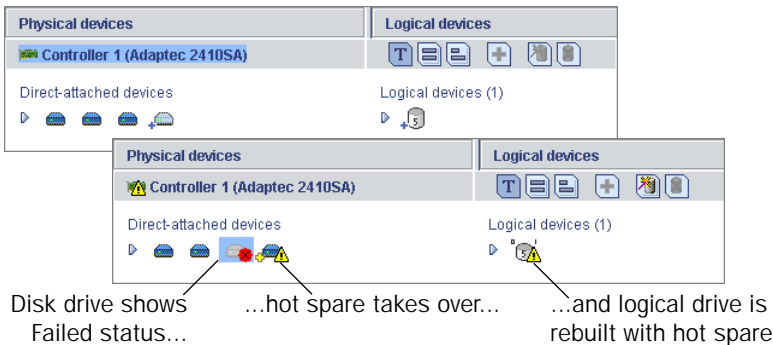 Physical devices
Logical devices
Controller 1 (Adaptec 2410SA)
T
Direct-attached devices
Logical devices (1)
5
Physical devices
Logical devices
Controller 1 (Adaptec 2410SA)
T
Direct-attached devices
Logical devices (1)
5
Disk drive shows
Failed status...
...hot spare takes over...
...and logical drive is
rebuilt with hot spare